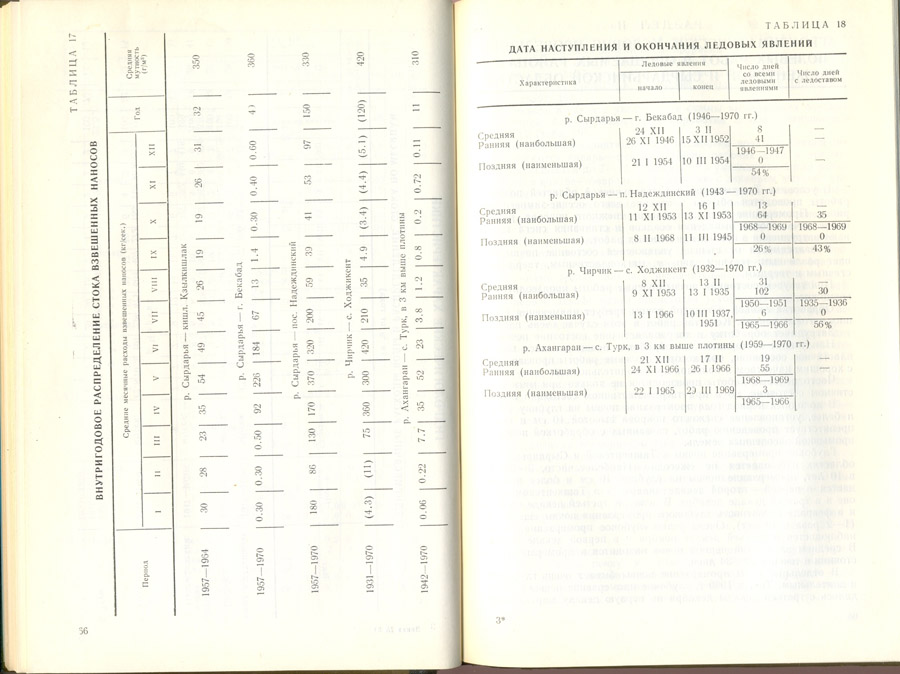 ТАБЛИЦА 17
ВНУТРИГОДОВОЕ РАСПРЕДЕЛЕНИЕ СТОКА ВЗВЕШЕННЫХ НАНОСОВ
Период | Средние месячные расходы взвешенных наносов (кг/сек.) | Год | Средняя мутность (г/м³)
I II III IV V VI VII VIII IX X XI XII
р. Сырдарья — кишл. Кзылкишлак
1957—1964 30 28 23 35 54 49 45 26 19 19 26 31 32 350
р. Сырдарья — г. Бекабад
1957—1970 0.30 0.30 0.50 92 226 184 67 13 1.4 0.30 0.40 0.60 49 360
р. Сырдарья — пос. Надеждинский
1957—1970 180 86 130 170 370 320 200 59 39 41 53 97 150 330
р. Чирчик — с. Ходжикент
1931—1970 (4.3) (11) 75 360 300 420 210 35 4.9 (3.4) (4.4) (5.1) (120) 420
р. Ахангаран — с. Турк, в 3 км выше плотины
1942—1970 0.06 0.22 7.7 35 52 23 3.8 1.2 0.8 0.2 0.72 0.11 11 310
66
ТАБЛИЦА 18
ДАТА НАСТУПЛЕНИЯ И ОКОНЧАНИЯ ЛЕДОВЫХ ЯВЛЕНИЙ
Характеристика | Ледовые явления | Число дней со всеми ледовыми явлениями | Число дней с ледоставом
начало конец
р. Сырдарья — г. Бекабад (1946—1970 гг.)
Средняя 24 XII 3 II 8 —
Ранняя (наибольшая) 26 XI 1946 15 XII 1952 41 —
1946—1947
Поздняя (наименьшая) 21 I 1954 10 III 1954 0 —
54%
р. Сырдарья — п. Надеждинский (1943—1970 гг.)
Средняя 12 XII 16 I 13 —
Ранняя (наибольшая) 11 XI 1953 13 XI 1953 64 35
1968—1969 1968—1969
Поздняя (наименьшая) 8 II 1968 11 III 1945 0 0
26% 43%
р. Чирчик — с. Ходжикент (1932—1970 гг.)
Средняя 8 XII 13 II 31 —
Ранняя (наибольшая) 9 XI 1953 13 I 1935 102 30
1950—1951 1935—1936
Поздняя (наименьшая) 13 I 1966 10 III 1937, 6 0
1951 1965—1966 56%
р. Ахангаран — с. Турк, в 3 км выше плотины (1959—1970 гг.)
Средняя 21 XII 17 II 19 —
Ранняя (наибольшая) 24 XI 1966 26 I 1966 55 —
1968—1969
Поздняя (наименьшая) 22 I 1965 29 III 1969 3
1965—1966
3*